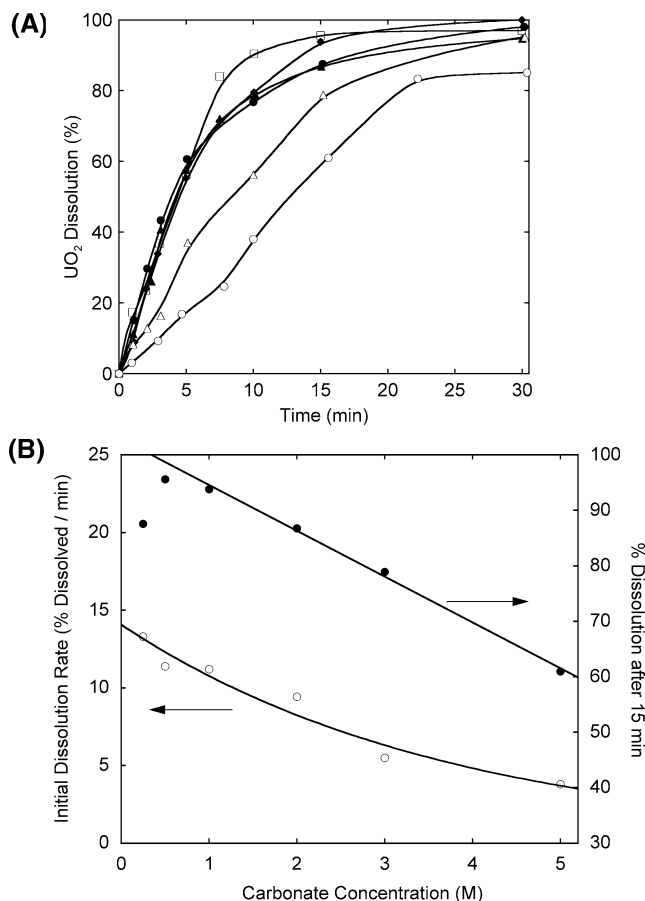 (A)
100
80
60
40
20
0
UO₂ Dissolution (%)
0 5 10 15 20 25 30
Time (min)
(B)
25
20
15
10
5
0
Initial Dissolution Rate (% Dissolved / min)
100
90
80
70
60
50
40
30
% Dissolution after 15 min
0 1 2 3 4 5
Carbonate Concentration (M)